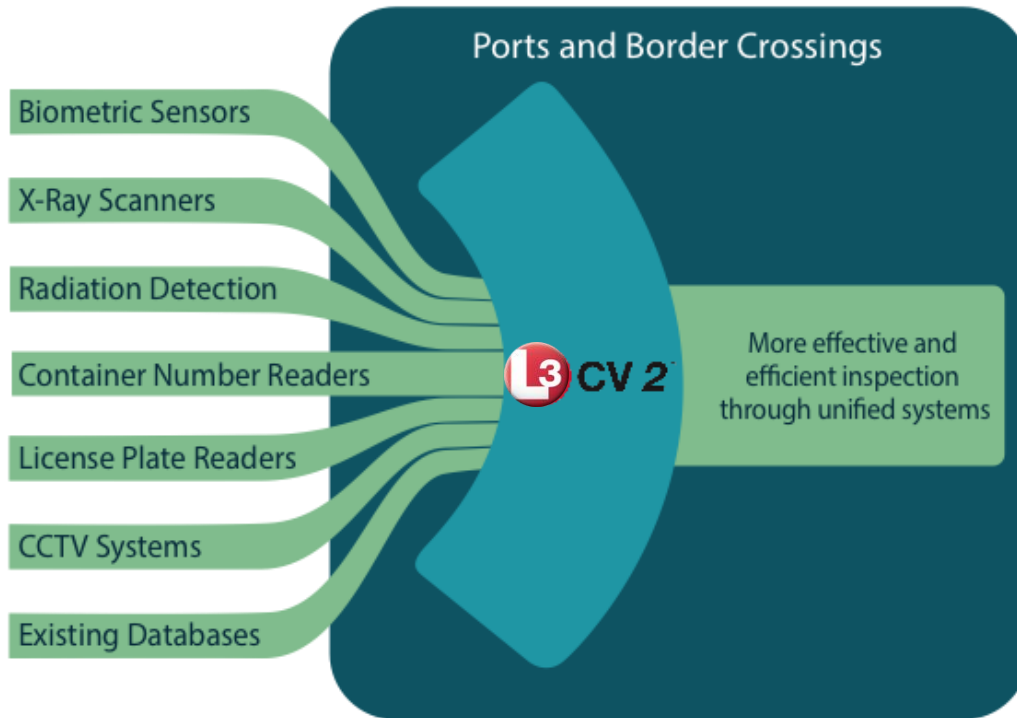 Ports and Border Crossings
Biometric Sensors
X-Ray Scanners
Radiation Detection
Container Number Readers
License Plate Readers
CCTV Systems
Existing Databases
L3 CV 2
More effective and
efficient inspection
through unified systems